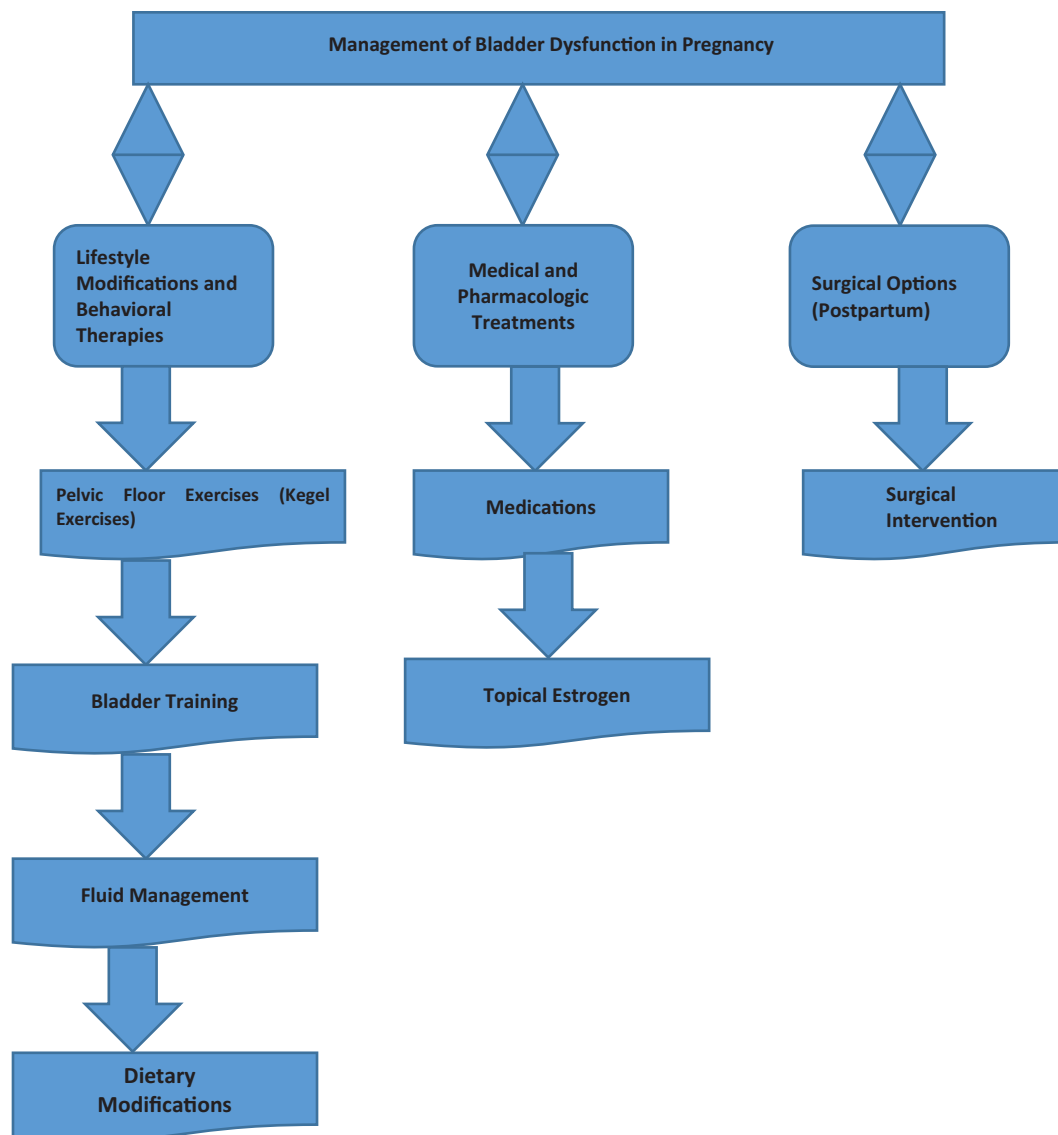 Management of Bladder Dysfunction in Pregnancy
Lifestyle
Modifications and
Behavioral
Therapies
Medical and
Pharmacologic
Treatments
Surgical Options
(Postpartum)
Pelvic Floor Exercises (Kegel
Exercises)
Medications
Surgical
Intervention
Bladder Training
Topical Estrogen
Fluid Management
Dietary
Modifications